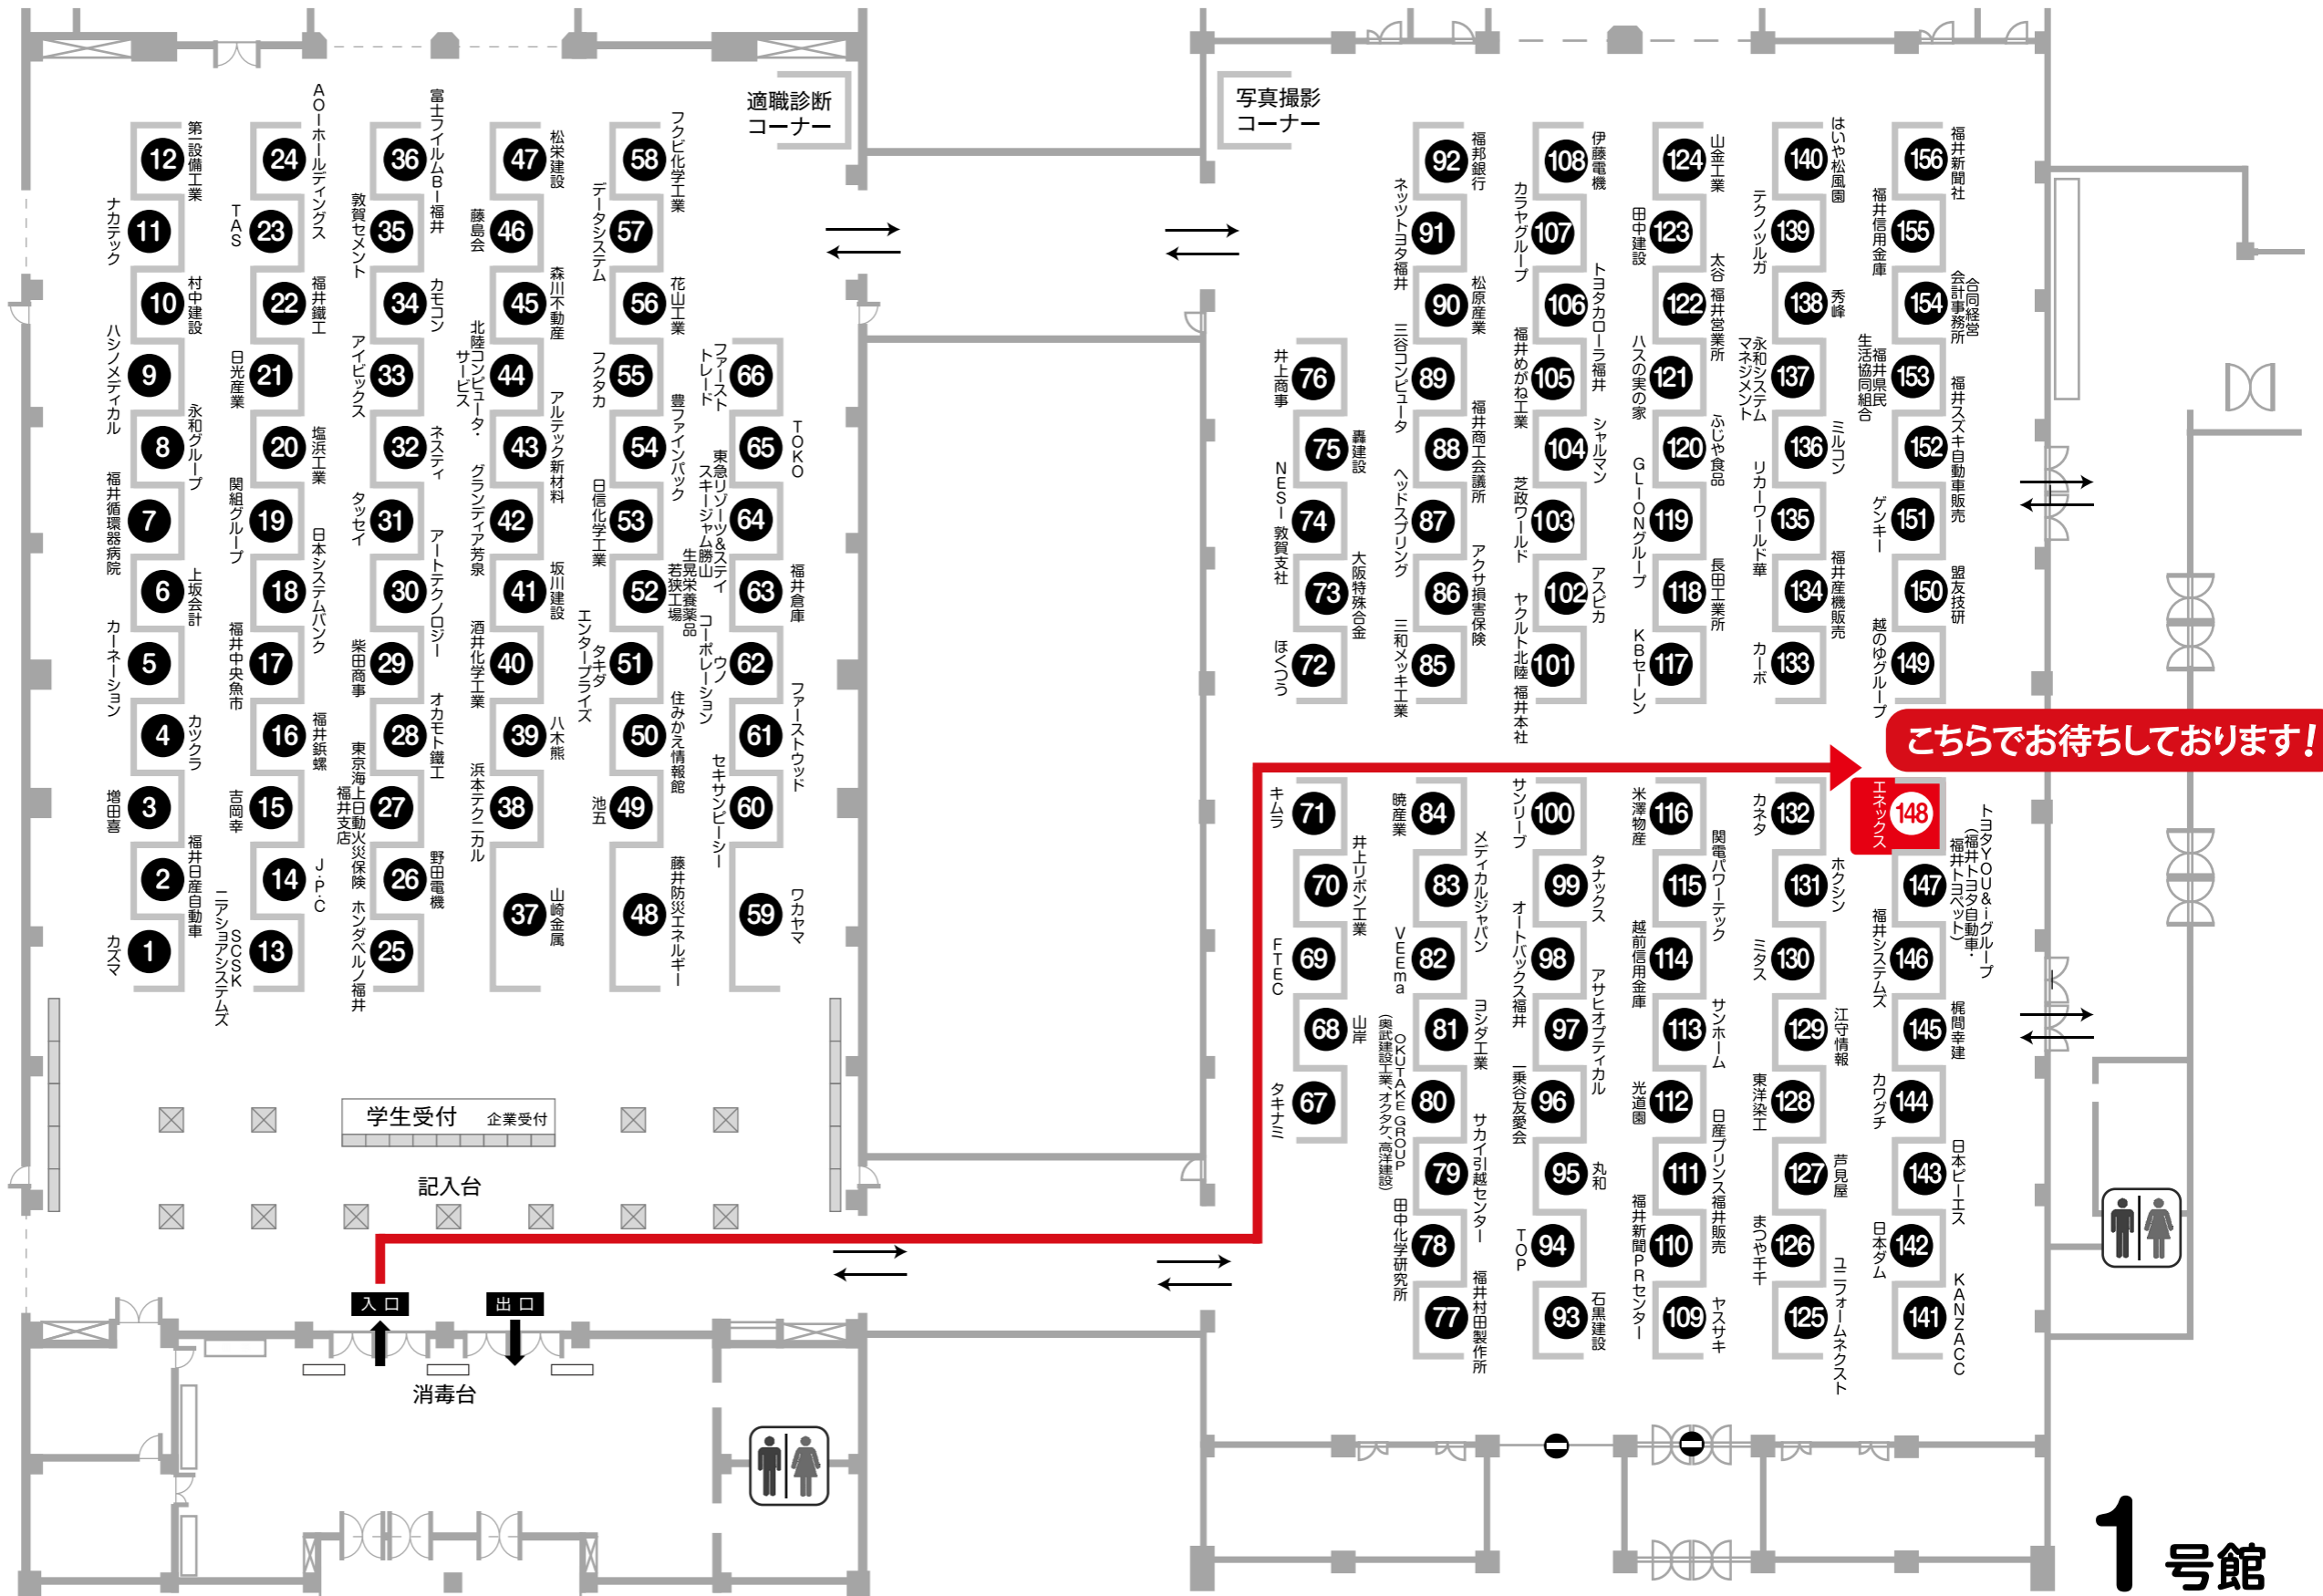 適職診断
コーナー
写真撮影
コーナー
12 第一設備工業
11 ナカテック
10 村中建設
9 ハシノメディカル
8 永和グループ
7 福井循環器病院
6 上坂会計
5 カーネーション
4 カツクラ
3 増田喜
2 福井日産自動車
1 カズマ
24 AOIホールディングス
23 TAS
22 福井鐵工
21 日光産業
20 塩浜工業
19 関組グループ
18 日本システムバンク
17 福井中央魚市
16 福井鋲螺
15 吉岡幸
14 J・P・C
13 SCSK
ニアショアシステムズ
36 富士フイルムBI福井
35 敦賀セメント
34 カモコン
33 アイビックス
32 ネスティ
31 タッセイ
30 アートテクノロジー
29 柴田商事
28 オカモト鐵工
27 東京海上日動火災保険
福井支店
26 野田電機
25 ホンダベルノ福井
47 松栄建設
46 藤島会
45 森川不動産
44 北陸コンピュータ・
サービス
43 アルテック新材料
42 グランディア芳泉
41 坂川建設
40 酒井化学工業
39 八木熊
38 浜本テクニカル
37 山崎金属
58 フクビ化学工業
57 データシステム
56 花山工業
55 フクタカ
54 豊ファインパック
53 日信化学工業
52 生晃栄養薬品
若狭工場
51 タキダ
エンタープライズ
50 住みかえ情報館
49 池五
48 藤井防災エネルギー
66 ファースト
トレード
65 TOKO
64 東急リゾーツ&ステイ
スキージャム勝山
63 福井倉庫
62 ウノ
コーポレーション
61 ファーストウッド
60 セキサンピーシー
59 ワカヤマ
76 井上商事
75 轟建設
74 NESI 敦賀支社
73 大阪特殊合金
72 ほくつう
71 キムラ
70 井上リボン工業
69 FTEC
68 山岸
67 タキナミ
92 福邦銀行
91 ネッツトヨタ福井
90 松原産業
89 三谷コンピュータ
88 福井商工会議所
87 ヘッドスプリング
86 アクサ損害保険
85 三和メッキ工業
84 暁産業
83 メディカルジャパン
82 VEEma
81 ヨシダ工業
80 OKUTAKE GROUP
(奥武建設工業、オクタケ、高洋建設)
79 サカイ引越センター
78 田中化学研究所
77 福井村田製作所
108 伊藤電機
107 カラヤグループ
106 トヨタカローラ福井
105 福井めがね工業
104 シャルマン
103 芝政ワールド
102 アスピカ
101 ヤクルト北陸 福井本社
100 サンリーブ
99 タナックス
98 オートバックス福井
97 アサヒオプティカル
96 一乗谷友愛会
95 丸和
94 TOP
93 石黒建設
124 山金工業
123 田中建設
122 太谷 福井営業所
121 ハスの実の家
120 ふじや食品
119 GLIONグループ
118 長田工業所
117 KBセーレン
116 米澤物産
115 関電パワーテック
114 越前信用金庫
113 サンホーム
112 光道園
111 日産プリンス福井販売
110 福井新聞PRセンター
109 ヤスサキ
140 はいや松風園
139 テクノツルガ
138 秀峰
137 永和システム
マネジメント
136 ミルコン
135 リカーワールド華
134 福井産機販売
133 カーボ
132 カネタ
131 ホクシン
130 ミタス
129 江守情報
128 東洋染工
127 芦見屋
126 まつや千千
125 ユニフォームネクスト
156 福井新聞社
155 福井信用金庫
154 合同経営
会計事務所
153 福井県民
生活協同組合
152 福井スズキ自動車販売
151 ゲンキー
150 盟友技研
149 越のゆグループ
こちらでお待ちしております!
148 エネックス
147 トヨタYOU&iグループ
(福井トヨタ自動車・
福井トヨペット)
146 福井システムズ
145 梶間幸建
144 カワグチ
143 日本ピーエス
142 日本ダム
141 KANZACC
学生受付 企業受付
記入台
入口
出口
消毒台
1号館